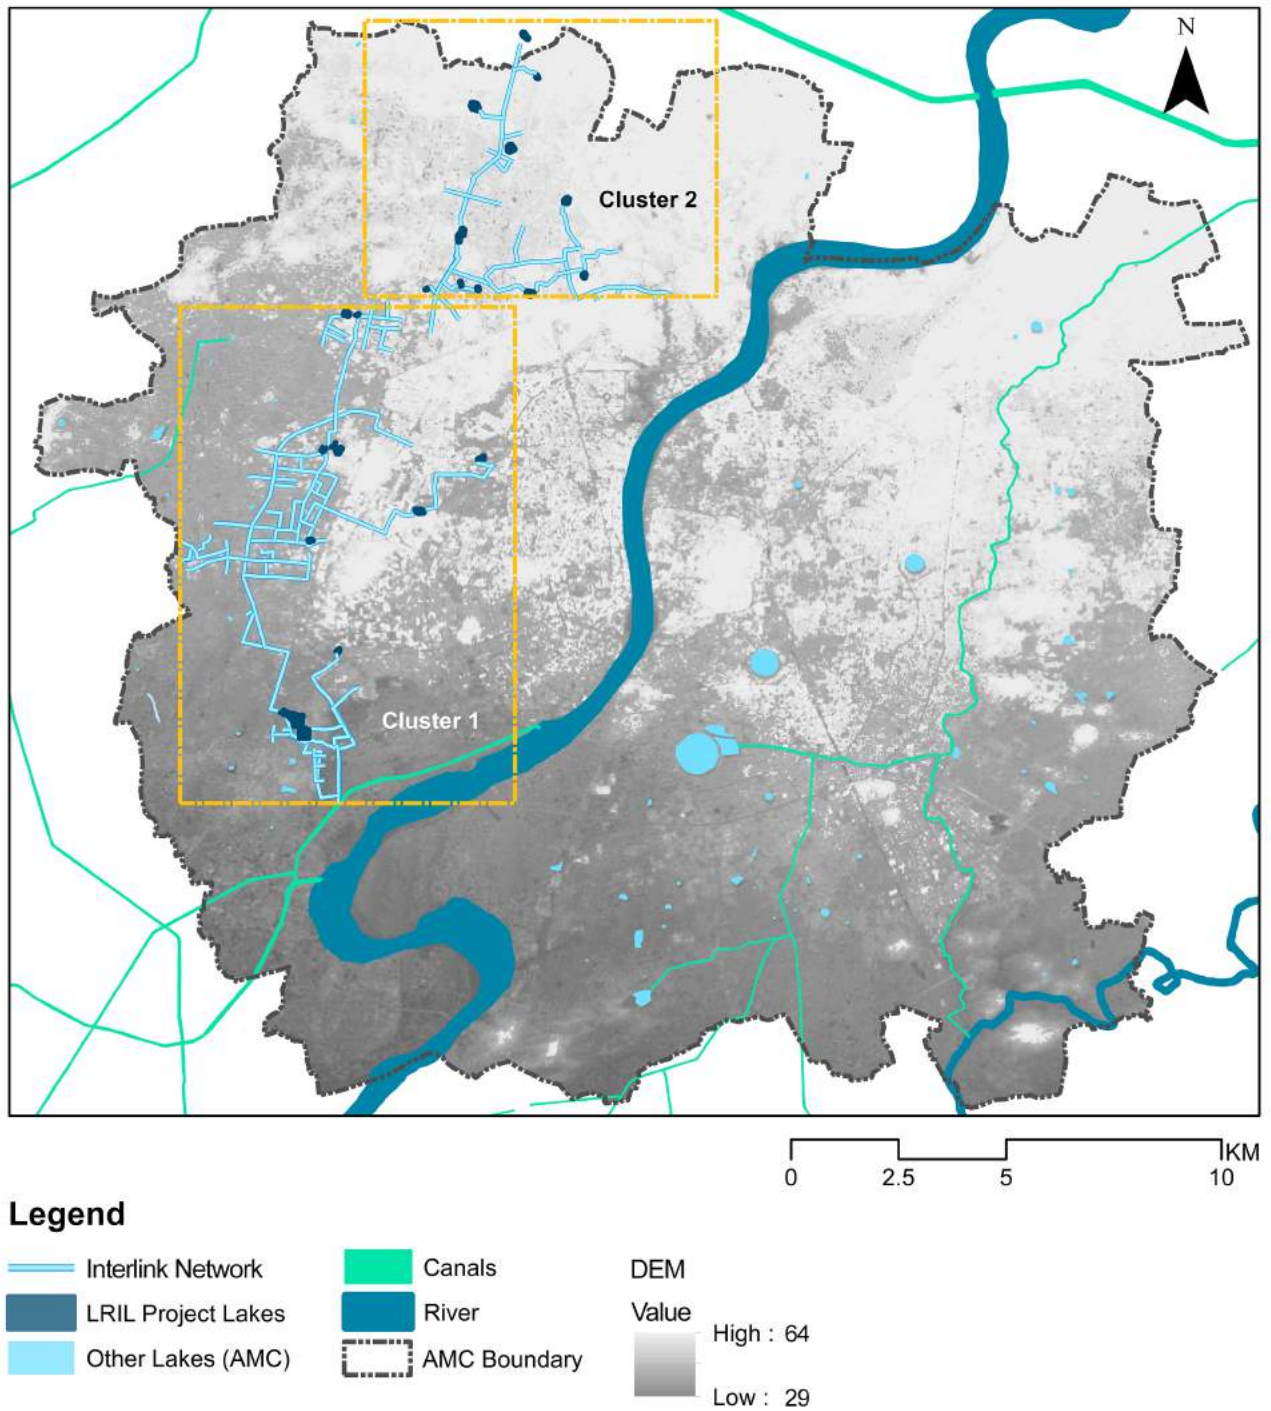 N
Cluster 2
Cluster 1
KM
0 2.5 5 10
Legend
Interlink Network
LRIL Project Lakes
Other Lakes (AMC)
Canals
River
AMC Boundary
DEM
Value
High : 64
Low : 29